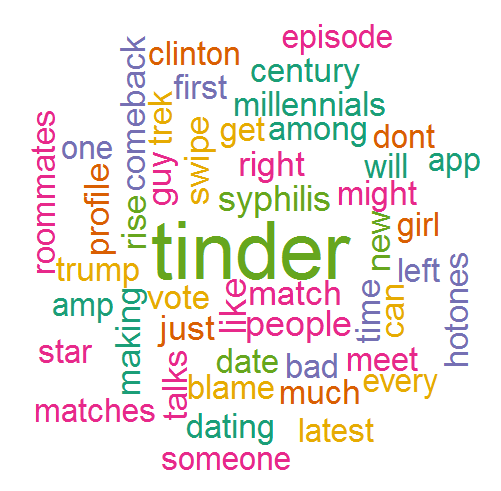 episode
clinton
century
first
millennials
comeback
trek
swipe
get
among
dont
one
roommates
profile
guy
right
will
app
syphilis
might
rise
tinder
new
girl
trump
left
hotones
amp
making
vote
like
match
time
can
just
people
star
talks
date
bad
meet
blame
much
every
matches
dating
latest
someone